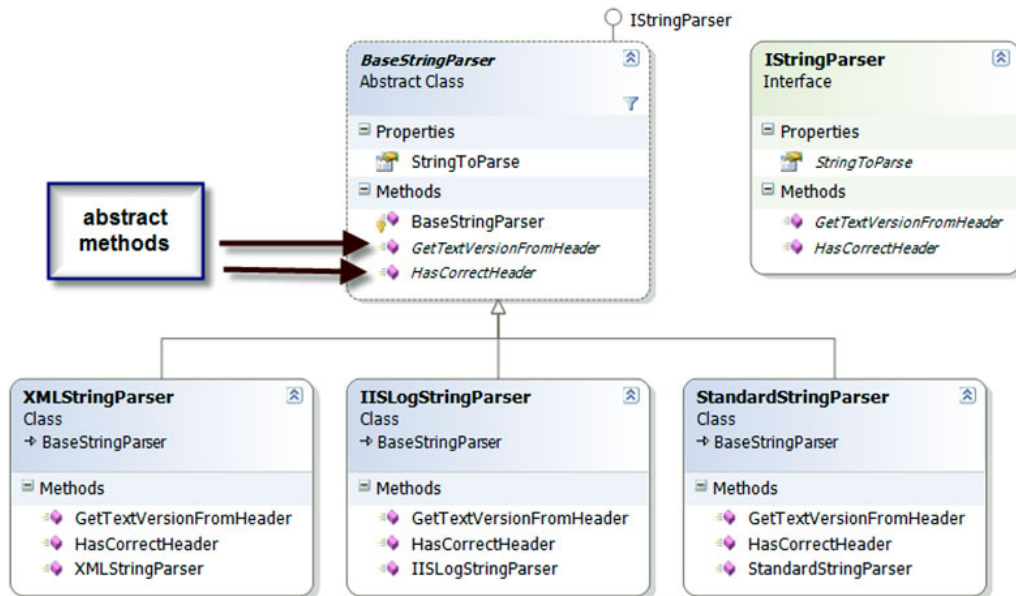 IStringParser
BaseStringParser
Abstract Class
Properties
StringToParse
Methods
BaseStringParser
GetTextVersionFromHeader
HasCorrectHeader
IStringParser
Interface
Properties
StringToParse
Methods
GetTextVersionFromHeader
HasCorrectHeader
abstract
methods
XMLStringParser
Class
BaseStringParser
Methods
GetTextVersionFromHeader
HasCorrectHeader
XMLStringParser
IISLogStringParser
Class
BaseStringParser
Methods
GetTextVersionFromHeader
HasCorrectHeader
IISLogStringParser
StandardStringParser
Class
BaseStringParser
Methods
GetTextVersionFromHeader
HasCorrectHeader
StandardStringParser